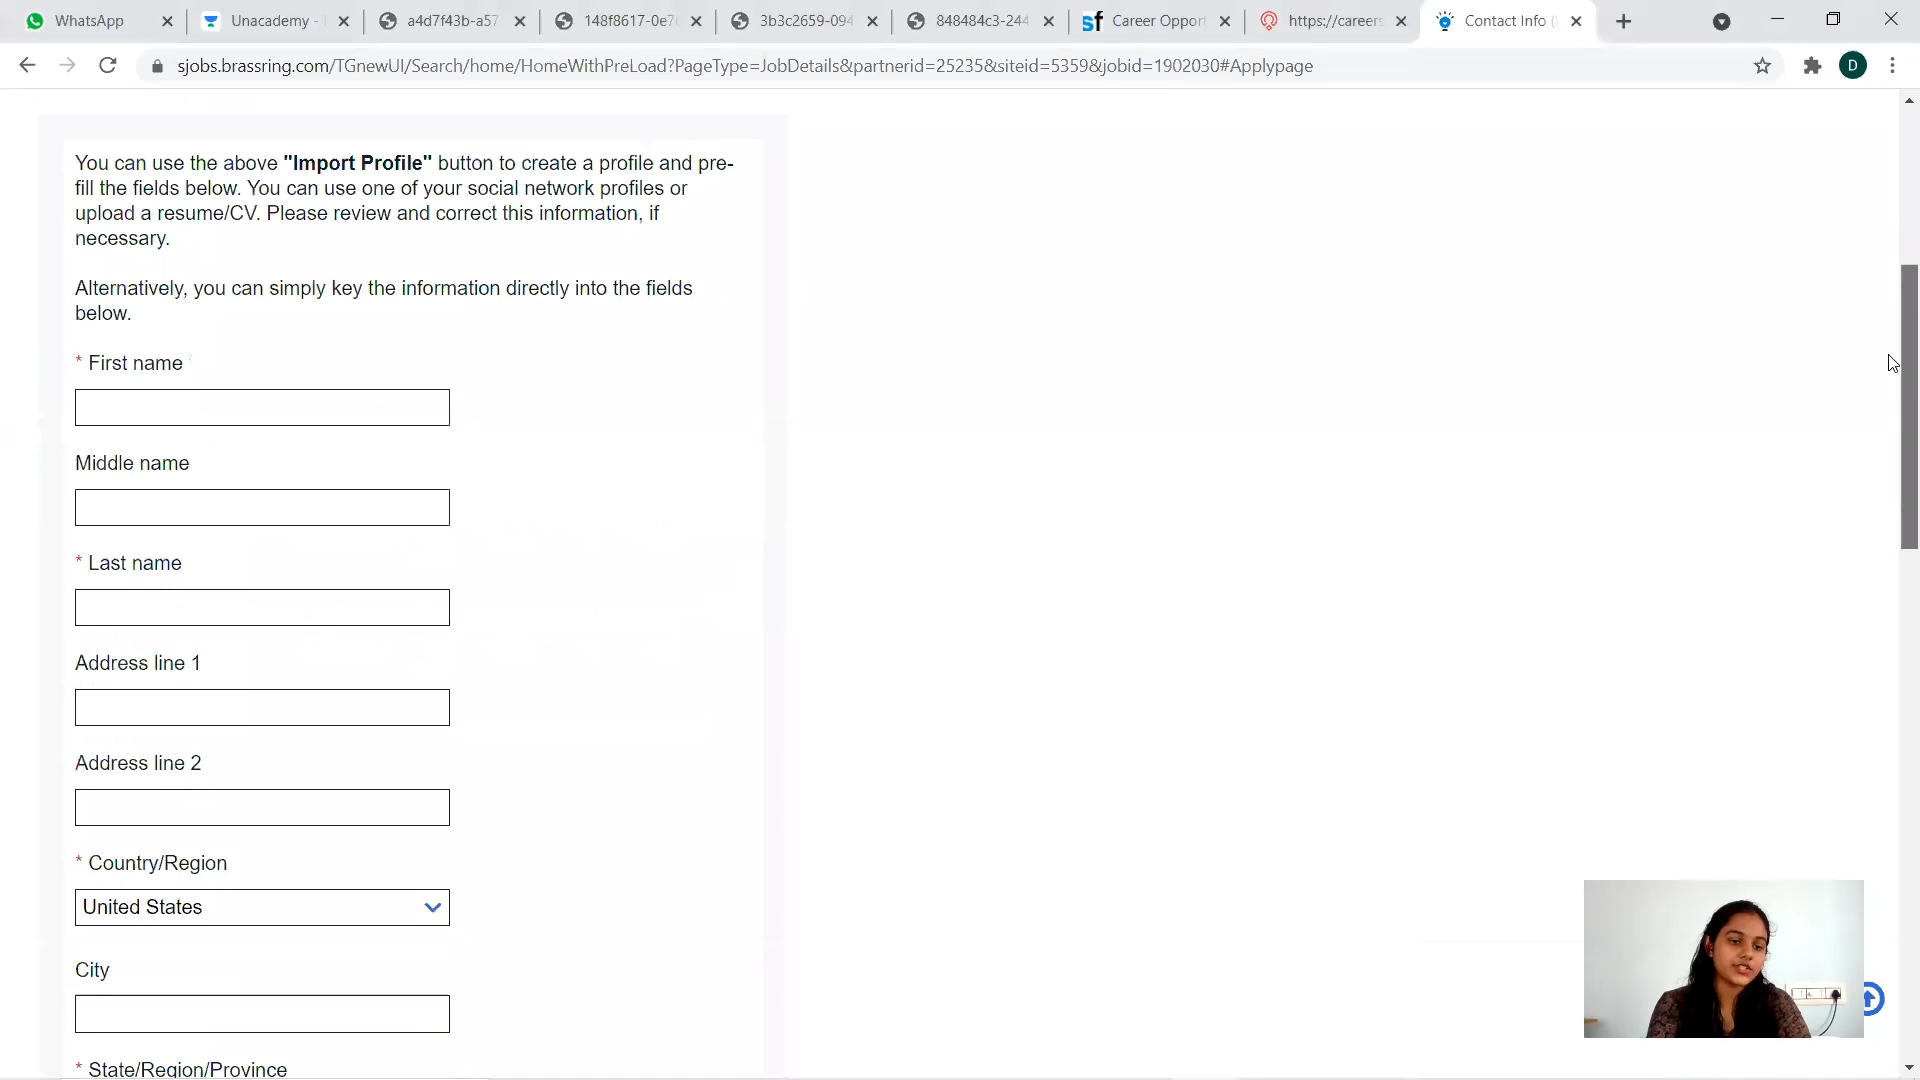 WhatsApp
Unacademy -
a4d7f43b-a57
148f8617-0e7
3b3c2659-094
848484c3-244
sf Career Oppor
https://careers
Contact Info (
sjobs.brassring.com/TGnewUI/Search/home/HomeWithPreLoad?PageType=JobDetails&partnerid=25235&siteid=5359&jobid=1902030#Applypage
D
You can use the above "Import Profile" button to create a profile and pre-
fill the fields below. You can use one of your social network profiles or
upload a resume/CV. Please review and correct this information, if
necessary.
Alternatively, you can simply key the information directly into the fields
below.
* First name
Middle name
* Last name
Address line 1
Address line 2
* Country/Region
United States
City
* State/Region/Province